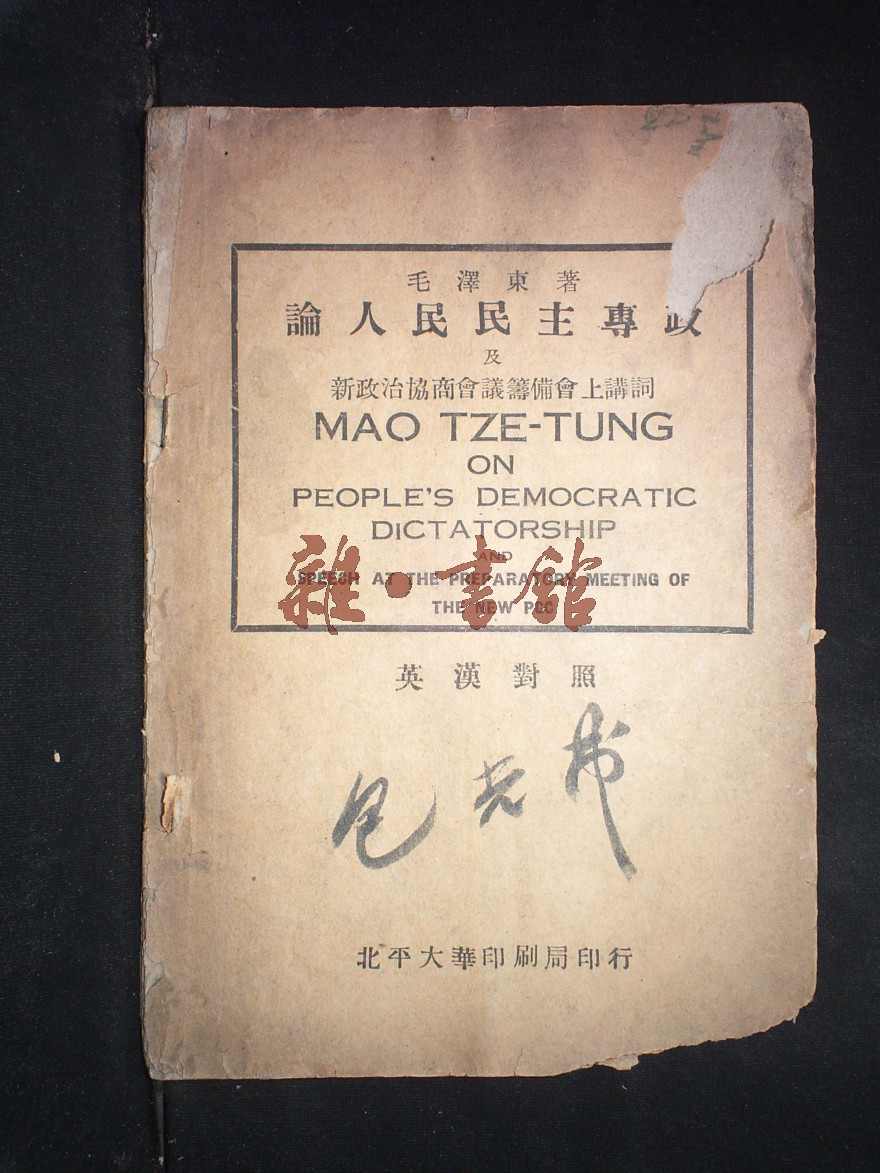 毛澤東著
論人民民主專政
及
新政治協商會議籌備會上講詞
MAO TZE-TUNG
ON
PEOPLE'S DEMOCRATIC
DICTATORSHIP
AND
SPEECH AT THE PREPARATORY MEETING OF
THE NEW PCC
雜·書館
英漢對照
包光
北平大華印刷局印行